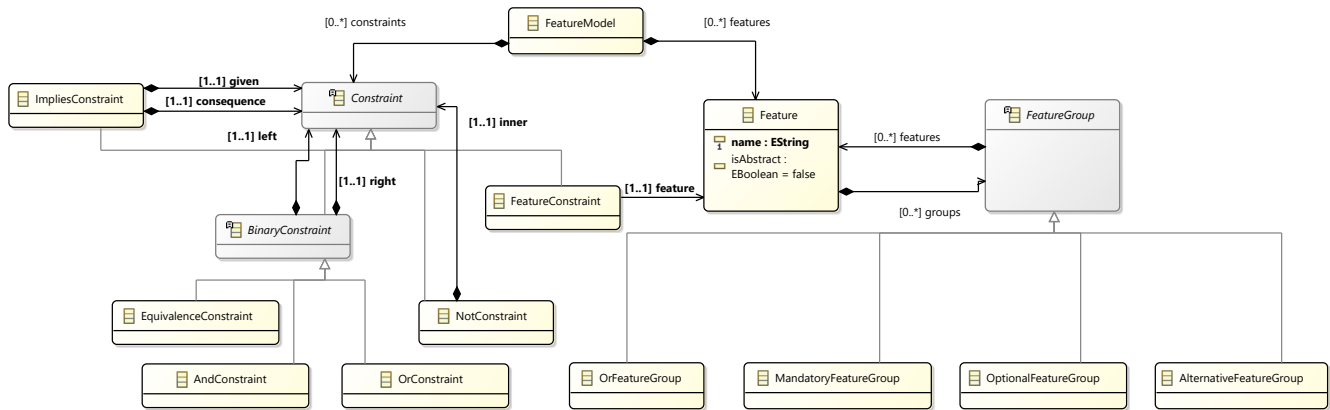 [0..*] constraints
FeatureModel
[0..*] features
ImpliesConstraint
[1..1] given
[1..1] consequence
Constraint
[1..1] left
[1..1] right
[1..1] inner
Feature
name : EString
1
isAbstract :
EBoolean = false
FeatureGroup
[0..*] features
[0..*] groups
FeatureConstraint
[1..1] feature
BinaryConstraint
EquivalenceConstraint
NotConstraint
AndConstraint
OrConstraint
OrFeatureGroup
MandatoryFeatureGroup
OptionalFeatureGroup
AlternativeFeatureGroup